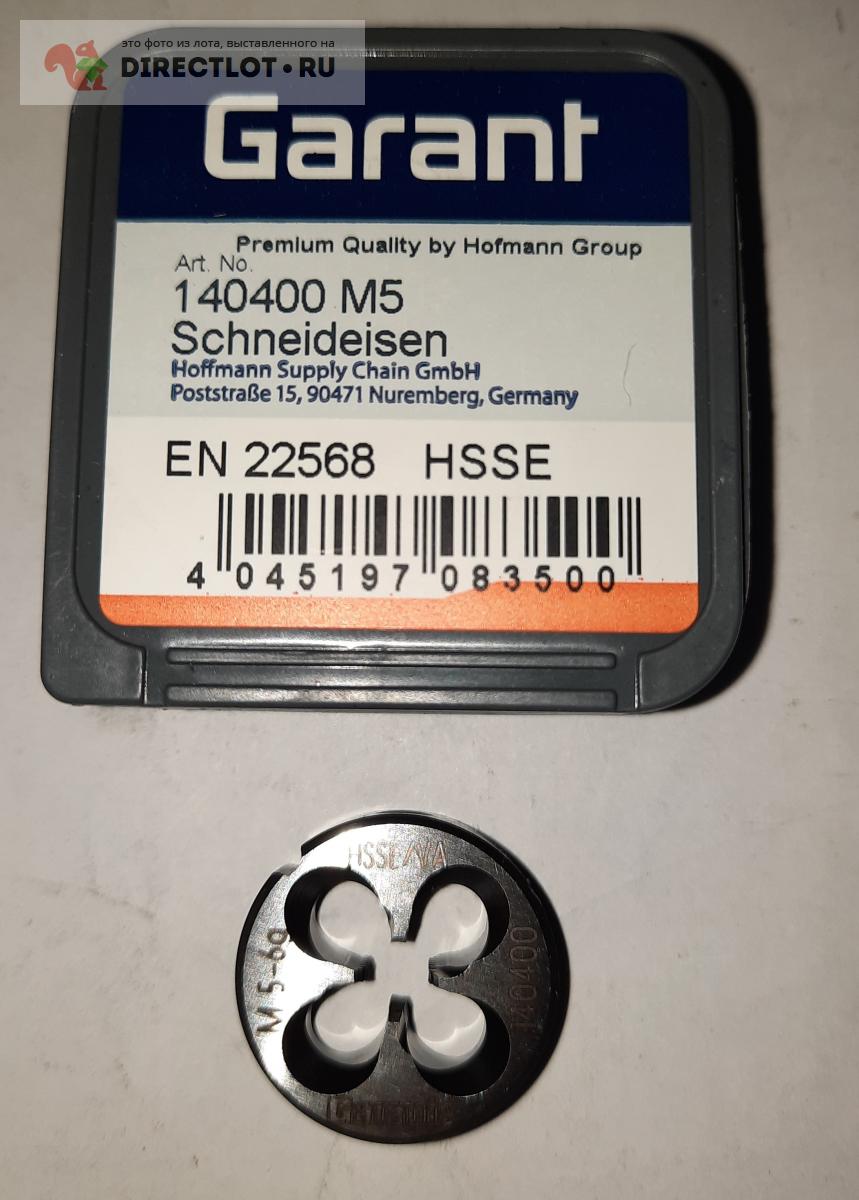 это фото из лота, выставленного на
DIRECTLOT•RU
Garant
Premium Quality by Hofmann Group
Art. No.
140400 M5
Schneideisen
Hoffmann Supply Chain GmbH
Poststraße 15, 90471 Nuremberg, Germany
EN 22568 HSSE
4 045197 083500
HSSE/VA
M 5-6g
140400